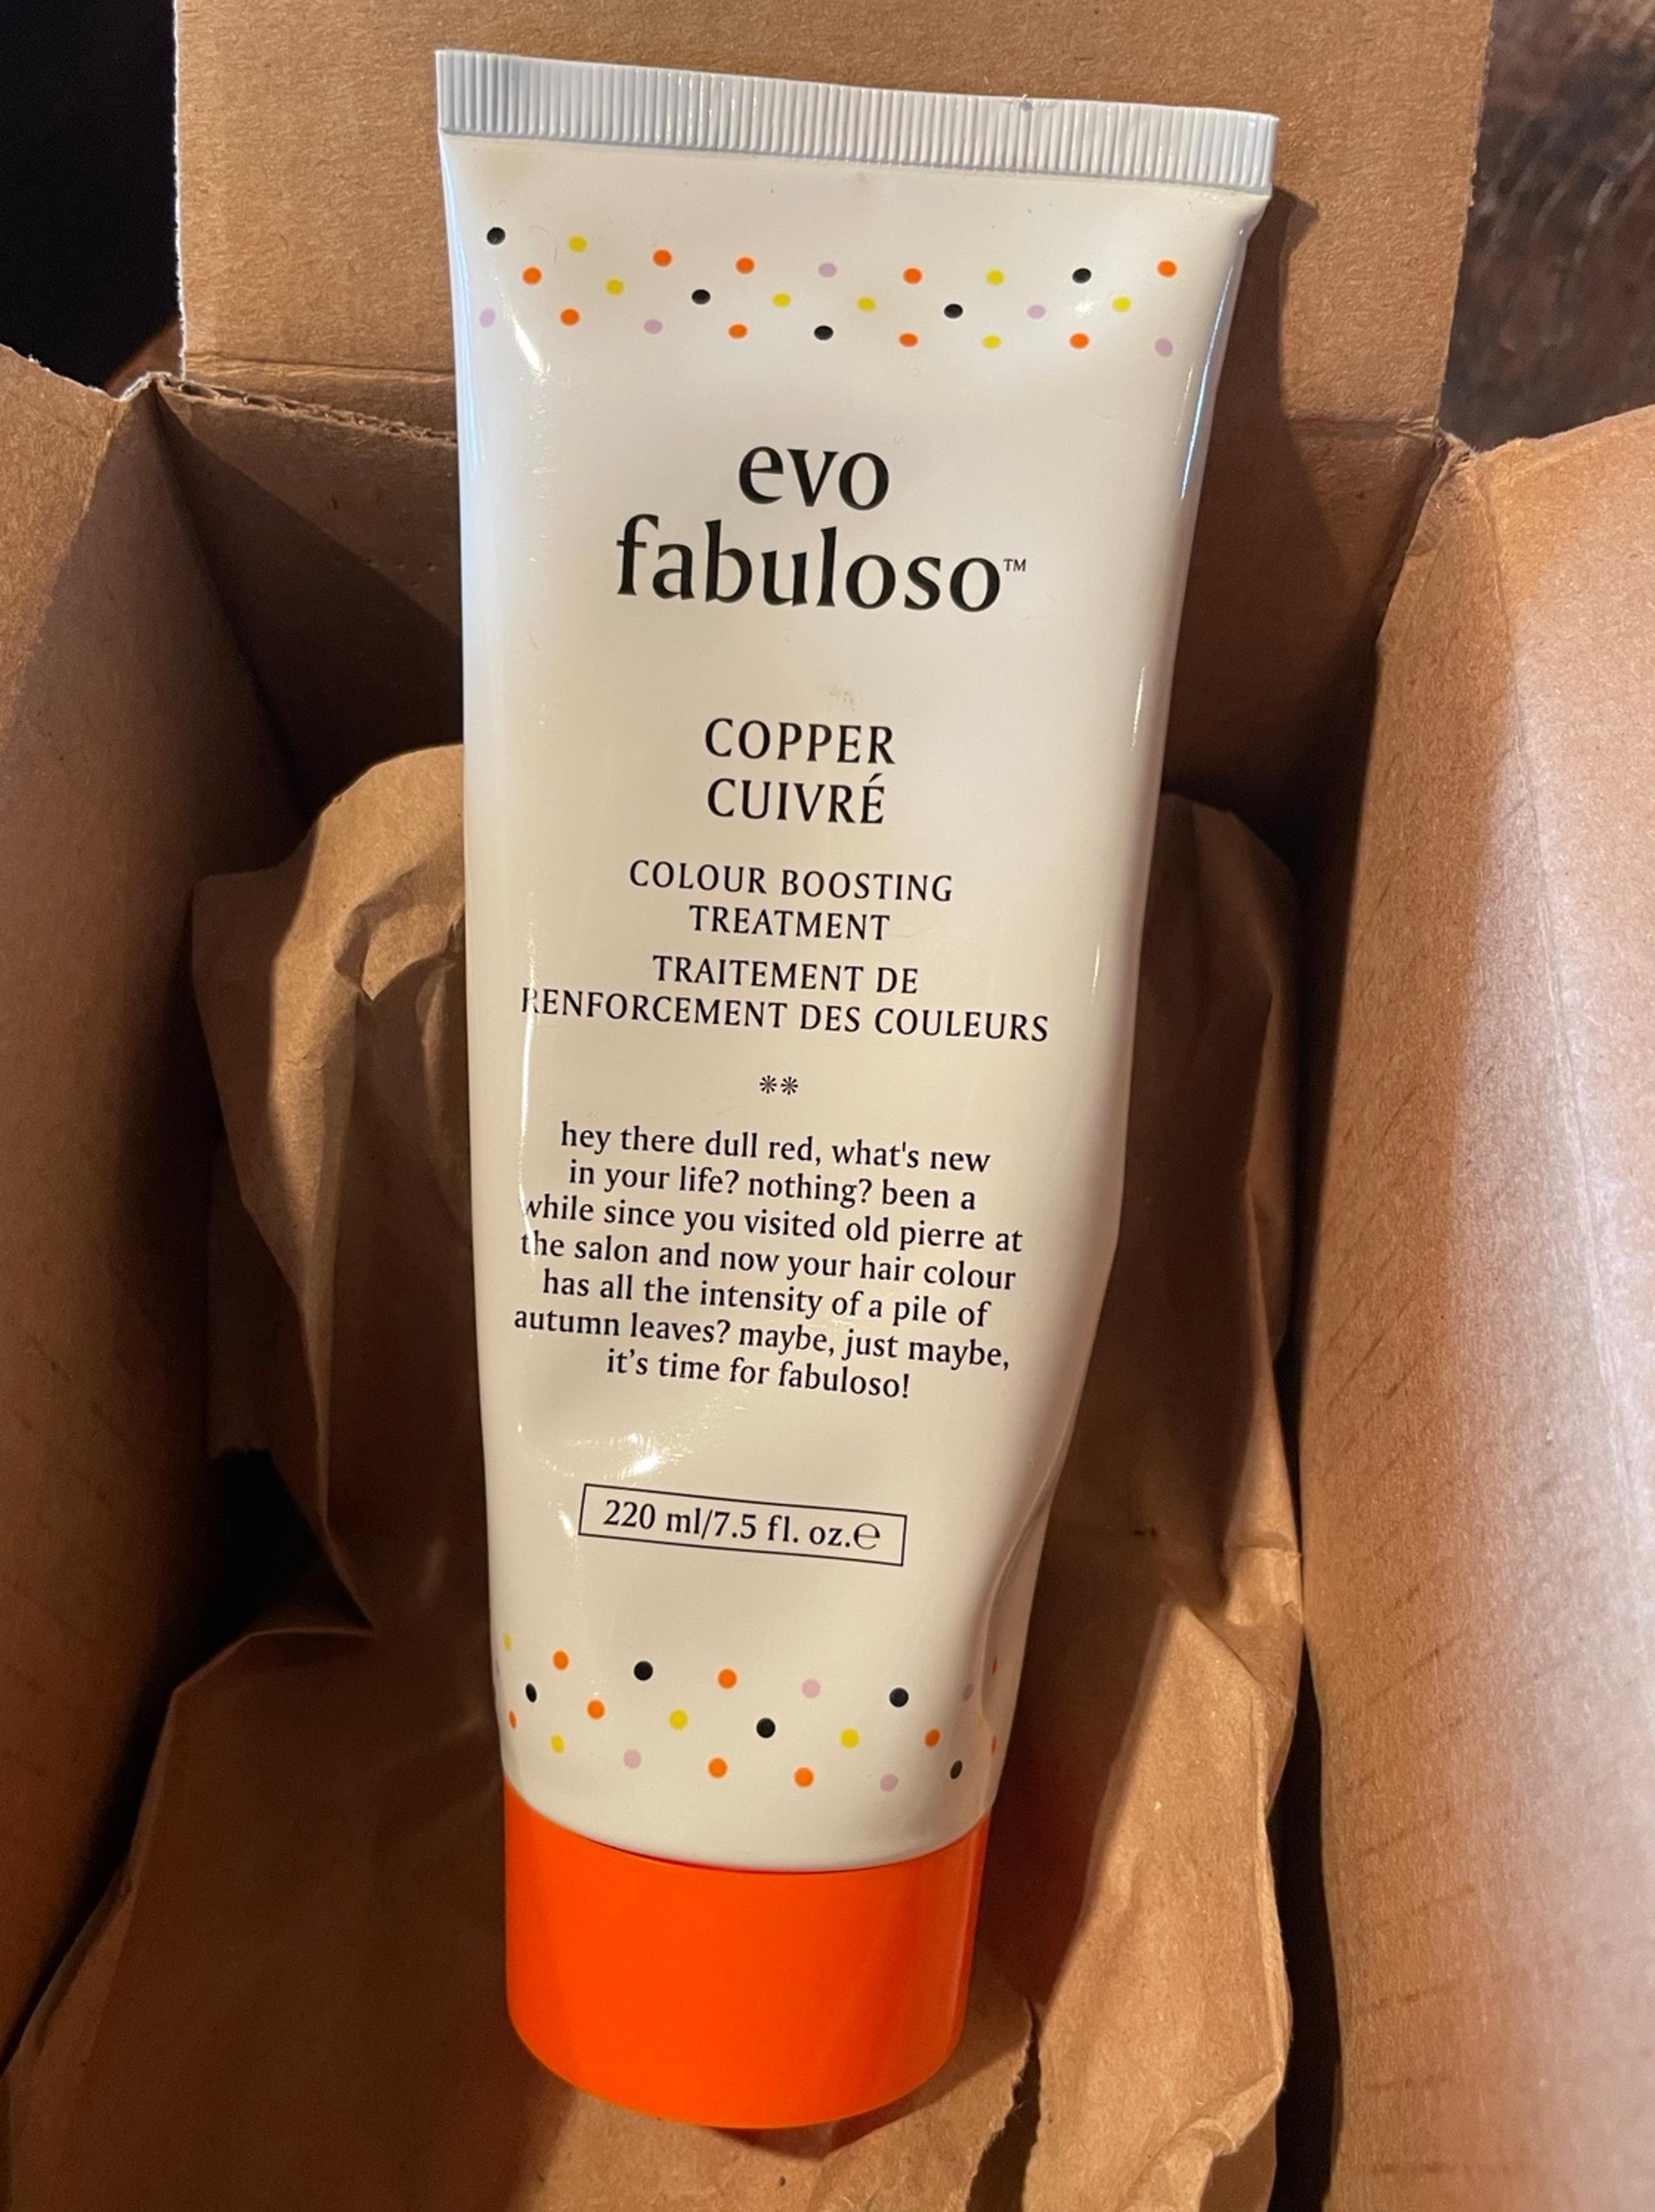 evo
fabuloso™
COPPER
CUIVRÉ
COLOUR BOOSTING
TREATMENT
TRAITEMENT DE
RENFORCEMENT DES COULEURS
**
hey there dull red, what's new
in your life? nothing? been a
while since you visited old pierre at
the salon and now your hair colour
has all the intensity of a pile of
autumn leaves? maybe, just maybe,
it’s time for fabuloso!
220 ml/7.5 fl. oz.℮